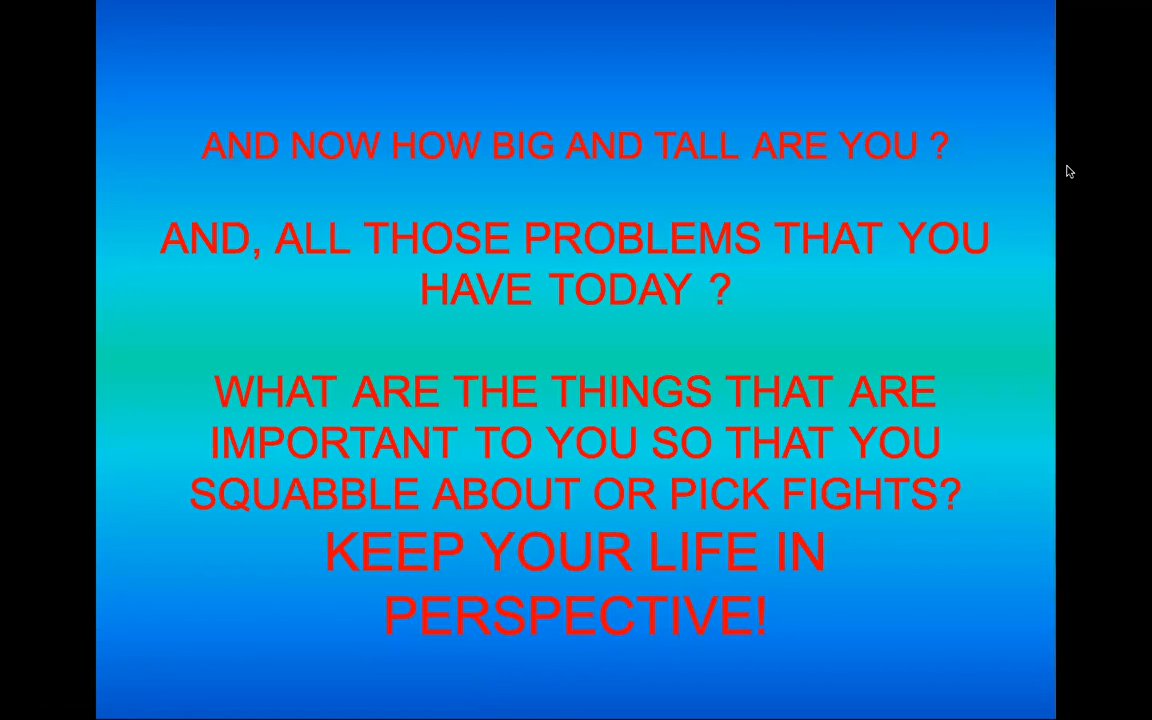 AND NOW HOW BIG AND TALL ARE YOU ?
AND, ALL THOSE PROBLEMS THAT YOU
HAVE TODAY ?
WHAT ARE THE THINGS THAT ARE
IMPORTANT TO YOU SO THAT YOU
SQUABBLE ABOUT OR PICK FIGHTS?
KEEP YOUR LIFE IN
PERSPECTIVE!